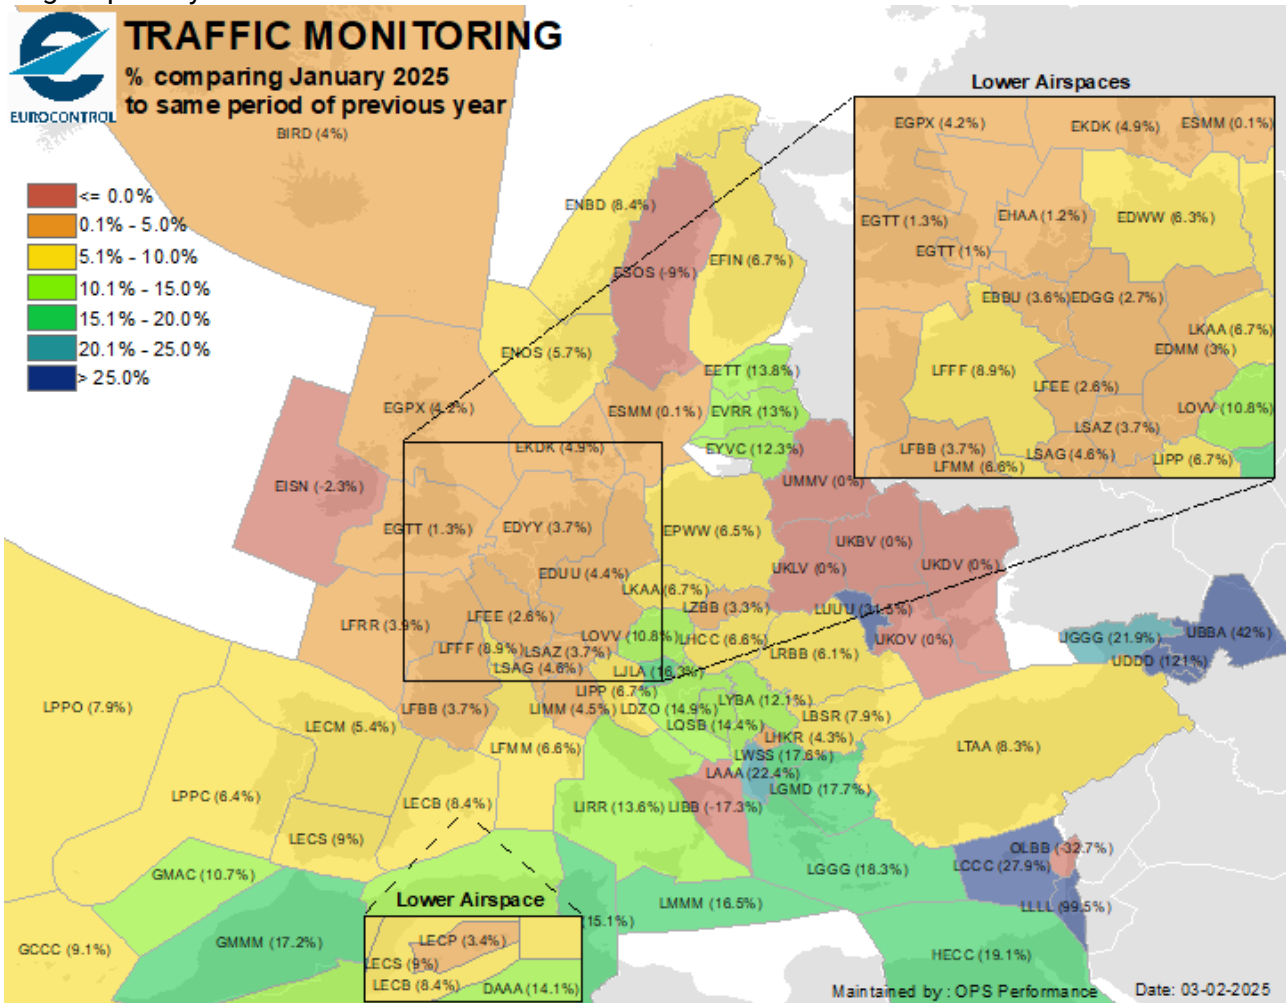 TRAFFIC MONITORING
% comparing January 2025
to same period of previous year
EUROCONTROL
<= 0.0%
0.1% - 5.0%
5.1% - 10.0%
10.1% - 15.0%
15.1% - 20.0%
20.1% - 25.0%
> 25.0%
Lower Airspaces
EGPX (4.2%)
EKDK (4.9%)
ESMM (0.1%)
EGTT (1.3%)
EHAA (1.2%)
EDWW (6.3%)
EGTT (1%)
EBBU (3.6%)
EDGG (2.7%)
LKAA (6.7%)
EDMM (3%)
LFFF (8.9%)
LFEE (2.6%)
LOVV (10.8%)
LSAZ (3.7%)
LFBB (3.7%)
LSAG (4.6%)
LIPP (6.7%)
LFMM (6.6%)
BIRD (4%)
ENBD (8.4%)
ESOS (-9%)
EFIN (6.7%)
ENOS (5.7%)
EETT (13.8%)
EGPX (4.2%)
ESMM (0.1%)
EVRR (13%)
EKDK (4.9%)
EYVC (12.3%)
EISN (-2.3%)
UMMV (0%)
EGTT (1.3%)
EDYY (3.7%)
EPWW (6.5%)
UKBV (0%)
UKLV (0%)
UKDV (0%)
EDUU (4.4%)
LKAA (6.7%)
LZBB (3.3%)
LUUU (31.5%)
LFRR (3.9%)
LFEE (2.6%)
LOVV (10.8%)
LHCC (6.6%)
UKOV (0%)
UGGG (21.9%)
UBBA (42%)
UDDD (121%)
LFFF (8.9%)
LSAZ (3.7%)
LRBB (6.1%)
LSAG (4.6%)
LJLA (16.3%)
LIPP (6.7%)
LPPO (7.9%)
LFBB (3.7%)
LIMM (4.5%)
LDZO (14.9%)
LYBA (12.1%)
LBSR (7.9%)
LECM (5.4%)
LQSB (14.4%)
LHKR (4.3%)
LTAA (8.3%)
LFMM (6.6%)
LWSS (17.6%)
LAAA (22.4%)
LGMD (17.7%)
LPPC (6.4%)
LECB (8.4%)
LIRR (13.6%)
LIBB (-17.3%)
LECS (9%)
OLBB (-32.7%)
LCCC (27.9%)
GMAC (10.7%)
LGGG (18.3%)
LMMM (16.5%)
LLLL (99.5%)
GCCC (9.1%)
GMMM (17.2%)
15.1%)
HECC (19.1%)
Lower Airspace
LECP (3.4%)
LECS (9%)
LECB (8.4%)
DAAA (14.1%)
Maintained by : OPS Performance
Date: 03-02-2025